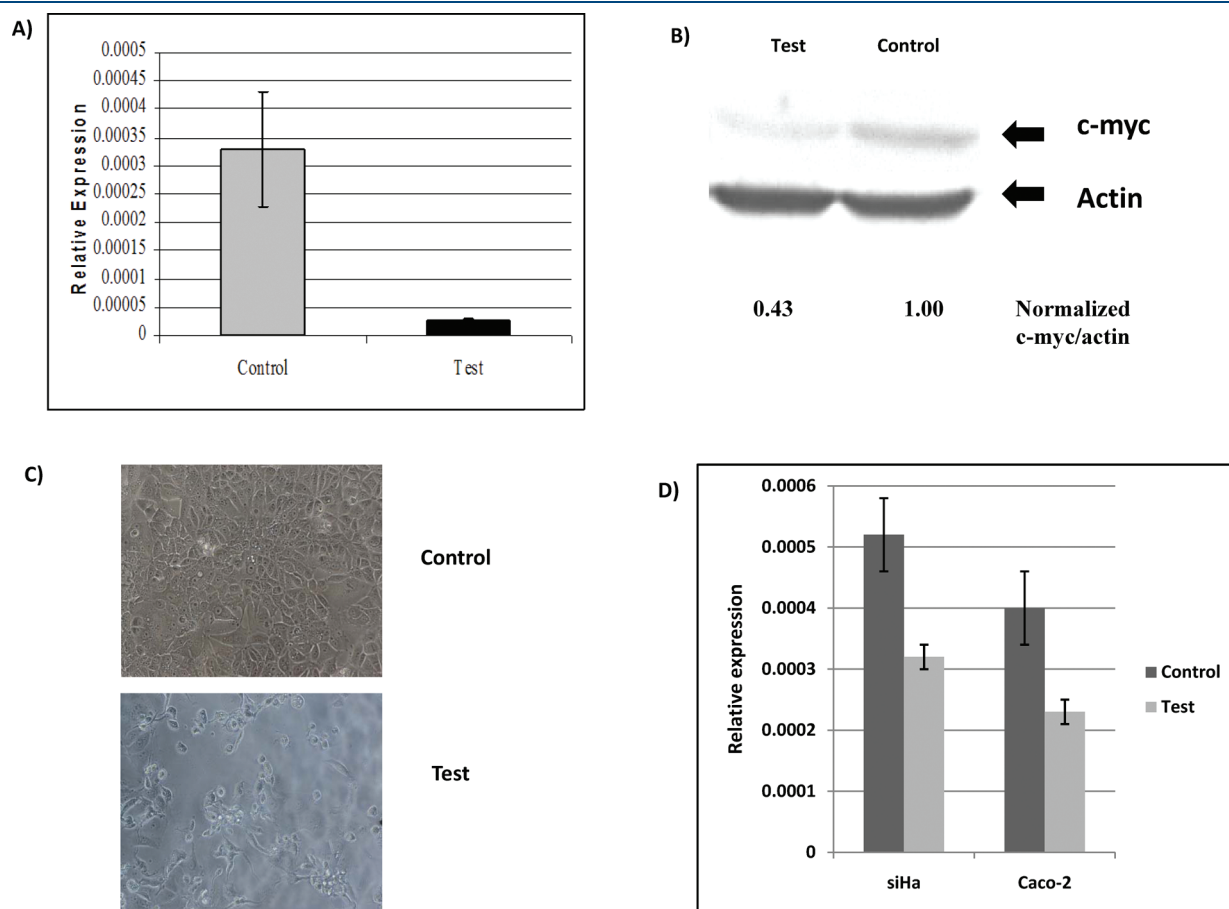 A)
0.0005
0.00045
0.0004
0.00035
0.0003
0.00025
0.0002
0.00015
0.0001
0.00005
0
Relative Expression
Control
Test
B)
Test
Control
c-myc
Actin
0.43
1.00
Normalized
c-myc/actin
C)
Control
Test
D)
0.0006
0.0005
0.0004
0.0003
0.0002
0.0001
0
Relative expression
siHa
Caco-2
Control
Test